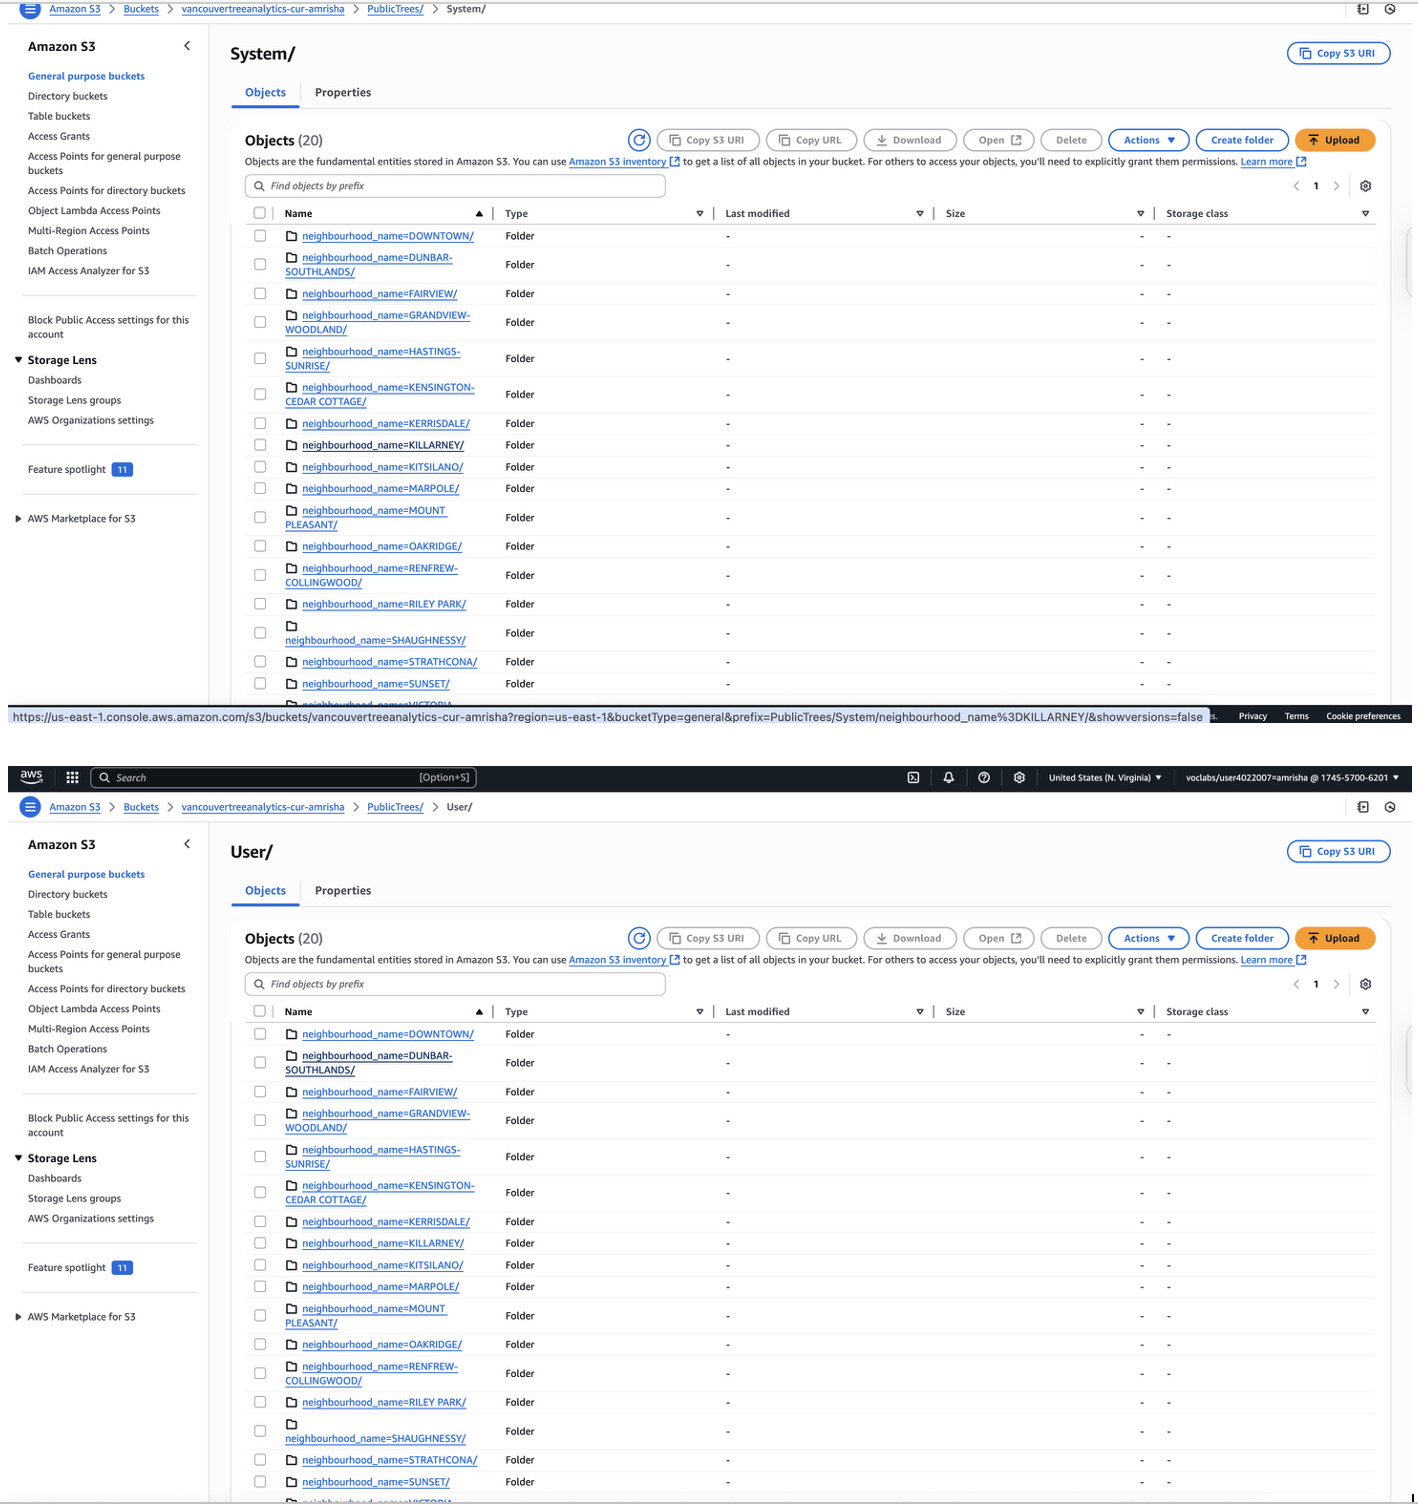 Amazon S3 > Buckets > vancouvertreeanalytics-cur-amrisha > PublicTrees/ > System/
Amazon S3
General purpose buckets
Directory buckets
Table buckets
Access Grants
Access Points for general purpose
buckets
Access Points for directory buckets
Object Lambda Access Points
Multi-Region Access Points
Batch Operations
IAM Access Analyzer for S3
Block Public Access settings for this
account
Storage Lens
Dashboards
Storage Lens groups
AWS Organizations settings
Feature spotlight 11
AWS Marketplace for S3
System/
Copy S3 URI
Objects Properties
Objects (20)
Copy S3 URI Copy URL Download Open Delete Actions Create folder Upload
Objects are the fundamental entities stored in Amazon S3. You can use Amazon S3 inventory to get a list of all objects in your bucket. For others to access your objects, you'll need to explicitly grant them permissions. Learn more
Find objects by prefix
< 1 >
Name Type Last modified Size Storage class
neighbourhood_name=DOWNTOWN/ Folder - - -
neighbourhood_name=DUNBAR-
SOUTHLANDS/ Folder - - -
neighbourhood_name=FAIRVIEW/ Folder - - -
neighbourhood_name=GRANDVIEW-
WOODLAND/ Folder - - -
neighbourhood_name=HASTINGS-
SUNRISE/ Folder - - -
neighbourhood_name=KENSINGTON-
CEDAR COTTAGE/ Folder - - -
neighbourhood_name=KERRISDALE/ Folder - - -
neighbourhood_name=KILLARNEY/ Folder - - -
neighbourhood_name=KITSILANO/ Folder - - -
neighbourhood_name=MARPOLE/ Folder - - -
neighbourhood_name=MOUNT
PLEASANT/ Folder - - -
neighbourhood_name=OAKRIDGE/ Folder - - -
neighbourhood_name=RENFREW-
COLLINGWOOD/ Folder - - -
neighbourhood_name=RILEY PARK/ Folder - - -
neighbourhood_name=SHAUGHNESSY/ Folder - - -
neighbourhood_name=STRATHCONA/ Folder - - -
neighbourhood_name=SUNSET/ Folder - - -
https://us-east-1.console.aws.amazon.com/s3/buckets/vancouvertreeanalytics-cur-amrisha?region=us-east-1&bucketType=general&prefix=PublicTrees/System/neighbourhood_name%3DKILLARNEY/&showversions=false
Privacy Terms Cookie preferences
aws Search [Option+S] United States (N. Virginia) voclabs/user4022007=amrisha @ 1745-5700-6201
Amazon S3 > Buckets > vancouvertreeanalytics-cur-amrisha > PublicTrees/ > User/
Amazon S3
General purpose buckets
Directory buckets
Table buckets
Access Grants
Access Points for general purpose
buckets
Access Points for directory buckets
Object Lambda Access Points
Multi-Region Access Points
Batch Operations
IAM Access Analyzer for S3
Block Public Access settings for this
account
Storage Lens
Dashboards
Storage Lens groups
AWS Organizations settings
Feature spotlight 11
AWS Marketplace for S3
User/
Copy S3 URI
Objects Properties
Objects (20)
Copy S3 URI Copy URL Download Open Delete Actions Create folder Upload
Objects are the fundamental entities stored in Amazon S3. You can use Amazon S3 inventory to get a list of all objects in your bucket. For others to access your objects, you'll need to explicitly grant them permissions. Learn more
Find objects by prefix
< 1 >
Name Type Last modified Size Storage class
neighbourhood_name=DOWNTOWN/ Folder - - -
neighbourhood_name=DUNBAR-
SOUTHLANDS/ Folder - - -
neighbourhood_name=FAIRVIEW/ Folder - - -
neighbourhood_name=GRANDVIEW-
WOODLAND/ Folder - - -
neighbourhood_name=HASTINGS-
SUNRISE/ Folder - - -
neighbourhood_name=KENSINGTON-
CEDAR COTTAGE/ Folder - - -
neighbourhood_name=KERRISDALE/ Folder - - -
neighbourhood_name=KILLARNEY/ Folder - - -
neighbourhood_name=KITSILANO/ Folder - - -
neighbourhood_name=MARPOLE/ Folder - - -
neighbourhood_name=MOUNT
PLEASANT/ Folder - - -
neighbourhood_name=OAKRIDGE/ Folder - - -
neighbourhood_name=RENFREW-
COLLINGWOOD/ Folder - - -
neighbourhood_name=RILEY PARK/ Folder - - -
neighbourhood_name=SHAUGHNESSY/ Folder - - -
neighbourhood_name=STRATHCONA/ Folder - - -
neighbourhood_name=SUNSET/ Folder - - -